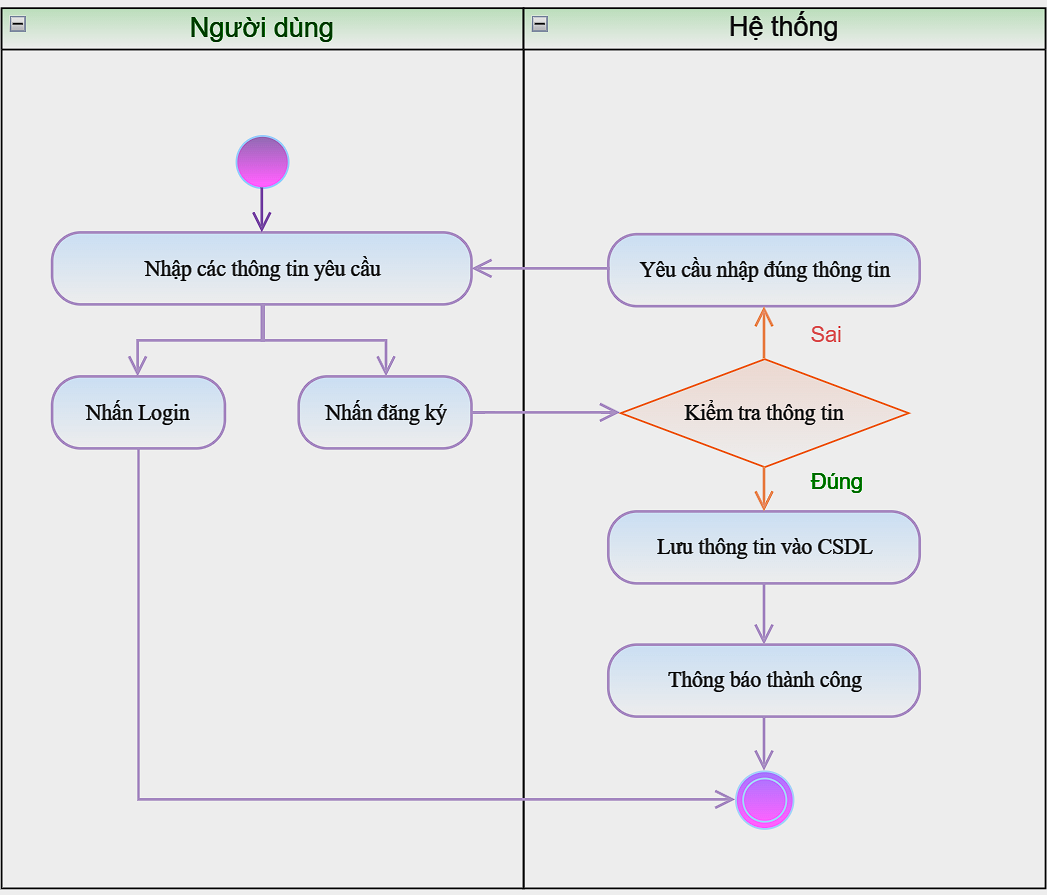 Người dùng
Hệ thống
Nhập các thông tin yêu cầu
Yêu cầu nhập đúng thông tin
Sai
Nhấn Login
Nhấn đăng ký
Kiểm tra thông tin
Đúng
Lưu thông tin vào CSDL
Thông báo thành công